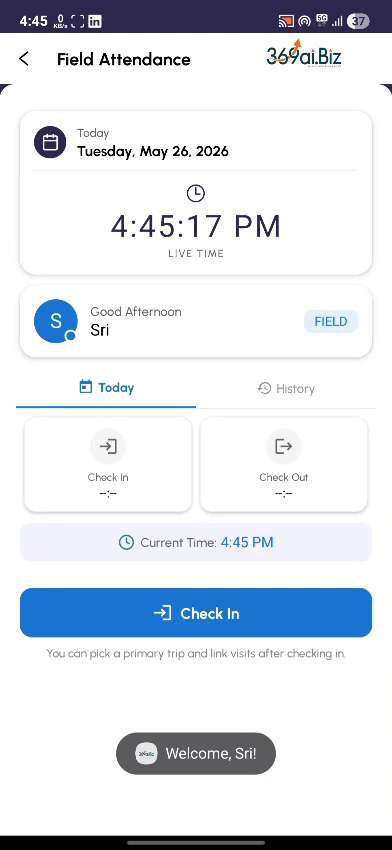 4:45 0 KB/s 5G 37
Field Attendance
369ai.Biz
Today
Tuesday, May 26, 2026
4:45:17 PM
LIVE TIME
S
Good Afternoon
Sri
FIELD
Today
History
Check In
--:--
Check Out
--:--
Current Time: 4:45 PM
Check In
You can pick a primary trip and link visits after checking in.
Welcome, Sri!